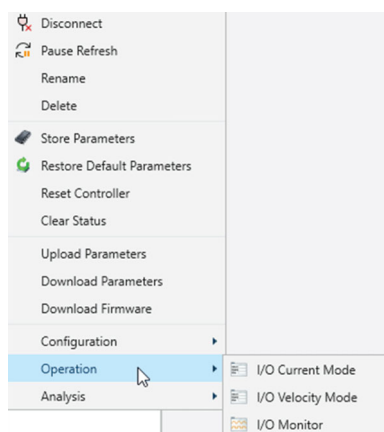 Disconnect
Pause Refresh
Rename
Delete
Store Parameters
Restore Default Parameters
Reset Controller
Clear Status
Upload Parameters
Download Parameters
Download Firmware
Configuration
Operation
Analysis
I/O Current Mode
I/O Velocity Mode
I/O Monitor